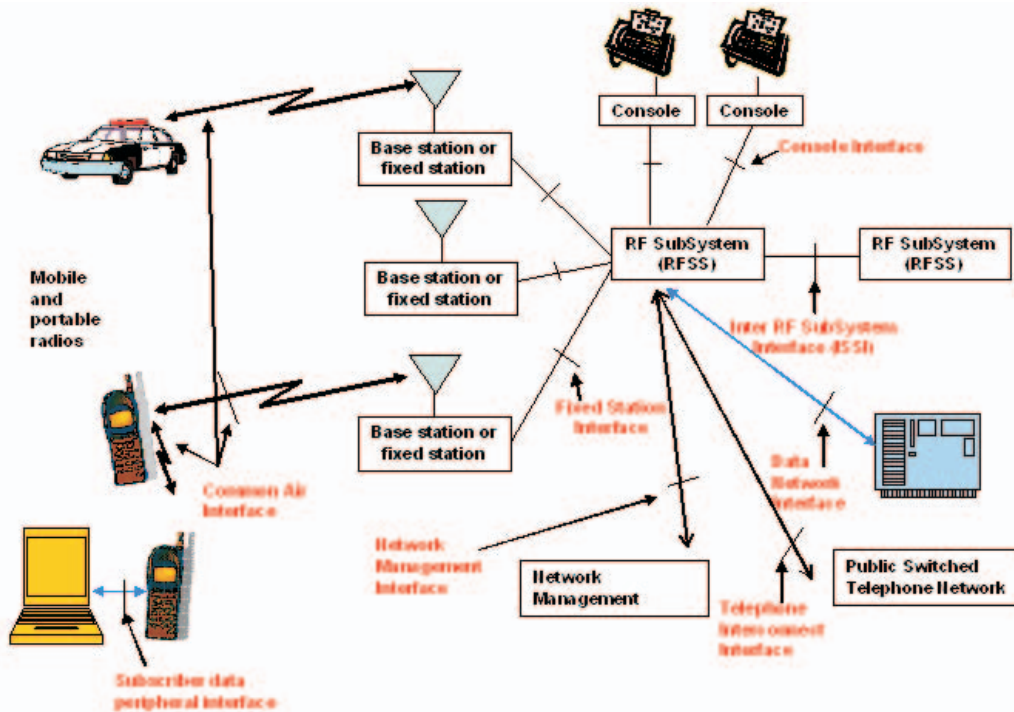 Console
Console
Console Interface
Base station or
fixed station
RF SubSystem
(RFSS)
RF SubSystem
(RFSS)
Base station or
fixed station
Mobile
and
portable
radios
Inter RF SubSystem
Interface (ISSI)
Fixed Station
Interface
Base station or
fixed station
Common Air
Interface
Data
Network
Interface
Network
Management
Interface
Network
Management
Public Switched
Telephone Network
Telephone
Interconnect
Interface
Subscriber data
peripheral interface